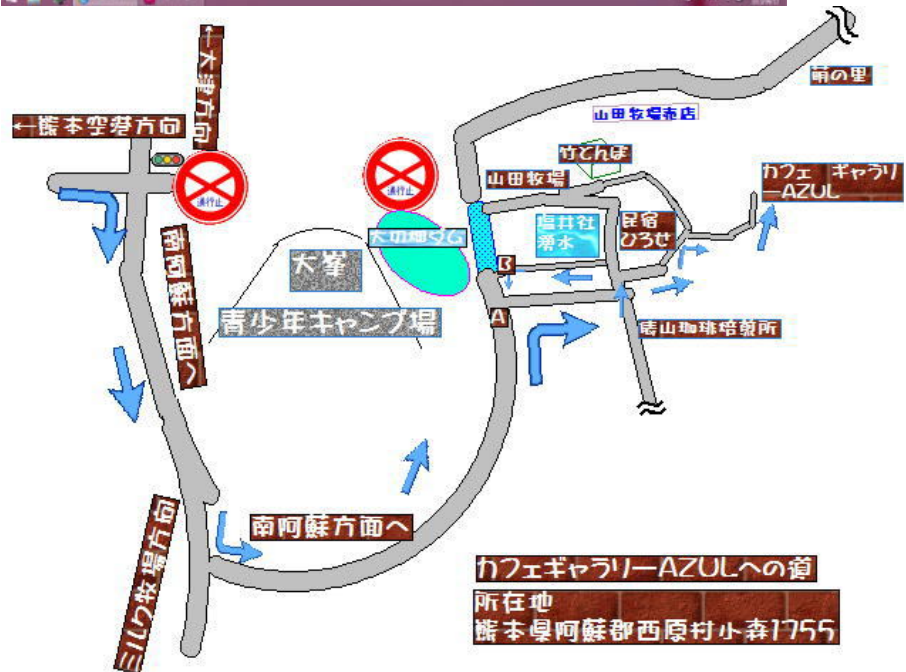 ←大津方向
←熊本空港方向
通行止
通行止
萌の里
山田牧場売店
竹とんぼ
山田牧場
カフェ ギャラリ
ーAZUL
塩井社
湧水
民宿
ひろせ
大切畑ダム
大峯
青少年キャンプ場
南阿蘇方面へ
B
A
南阿蘇方面へ
ミルク牧場方向
カフェギャラリーAZULへの道
所在地
熊本県阿蘇郡西原村小森1755